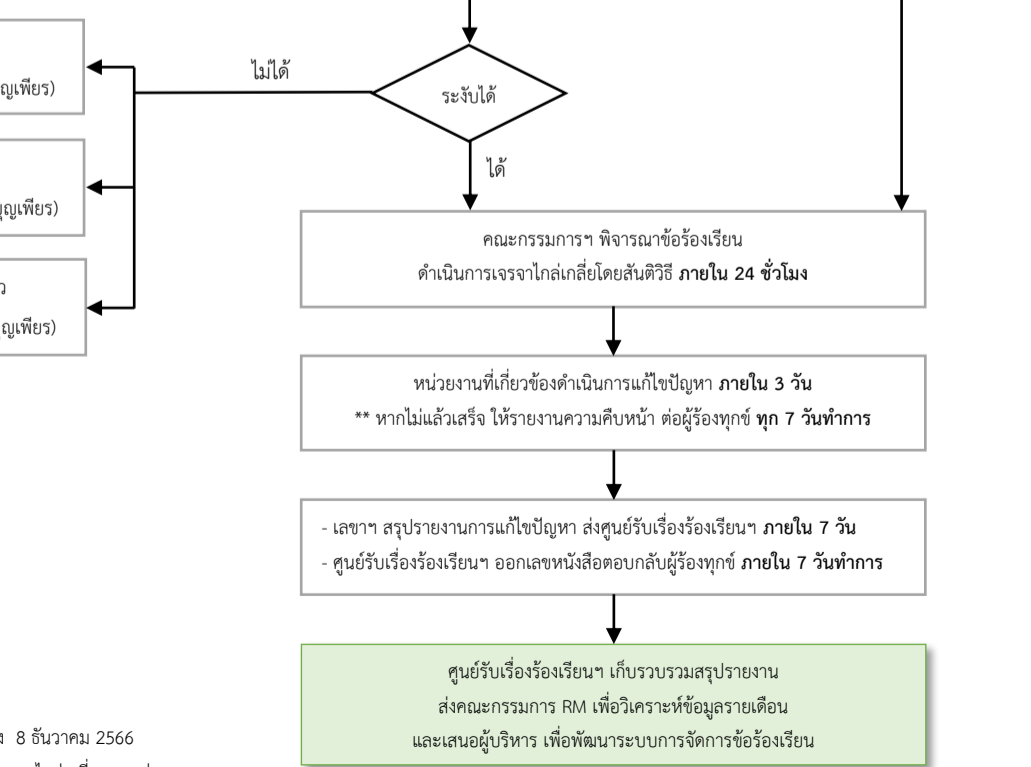 ไม่ได้
ระงับได้
ได้
คณะกรรมการฯ พิจารณาข้อร้องเรียน
ดำเนินการเจรจาไกล่เกลี่ยโดยสันติวิธี ภายใน 24 ชั่วโมง
หน่วยงานที่เกี่ยวข้องดำเนินการแก้ไขปัญหา ภายใน 3 วัน
** หากไม่แล้วเสร็จ ให้รายงานความคืบหน้า ต่อผู้ร้องทุกข์ ทุก 7 วันทำการ
- เลขาฯ สรุปรายงานการแก้ไขปัญหา ส่งศูนย์รับเรื่องร้องเรียนฯ ภายใน 7 วัน
- ศูนย์รับเรื่องร้องเรียนฯ ออกเลขหนังสือตอบกลับผู้ร้องทุกข์ ภายใน 7 วันทำการ
ศูนย์รับเรื่องร้องเรียนฯ เก็บรวบรวมสรุปรายงาน
ส่งคณะกรรมการ RM เพื่อวิเคราะห์ข้อมูลรายเดือน
และเสนอผู้บริหาร เพื่อพัฒนาระบบการจัดการข้อร้องเรียน
8 ธันวาคม 2566